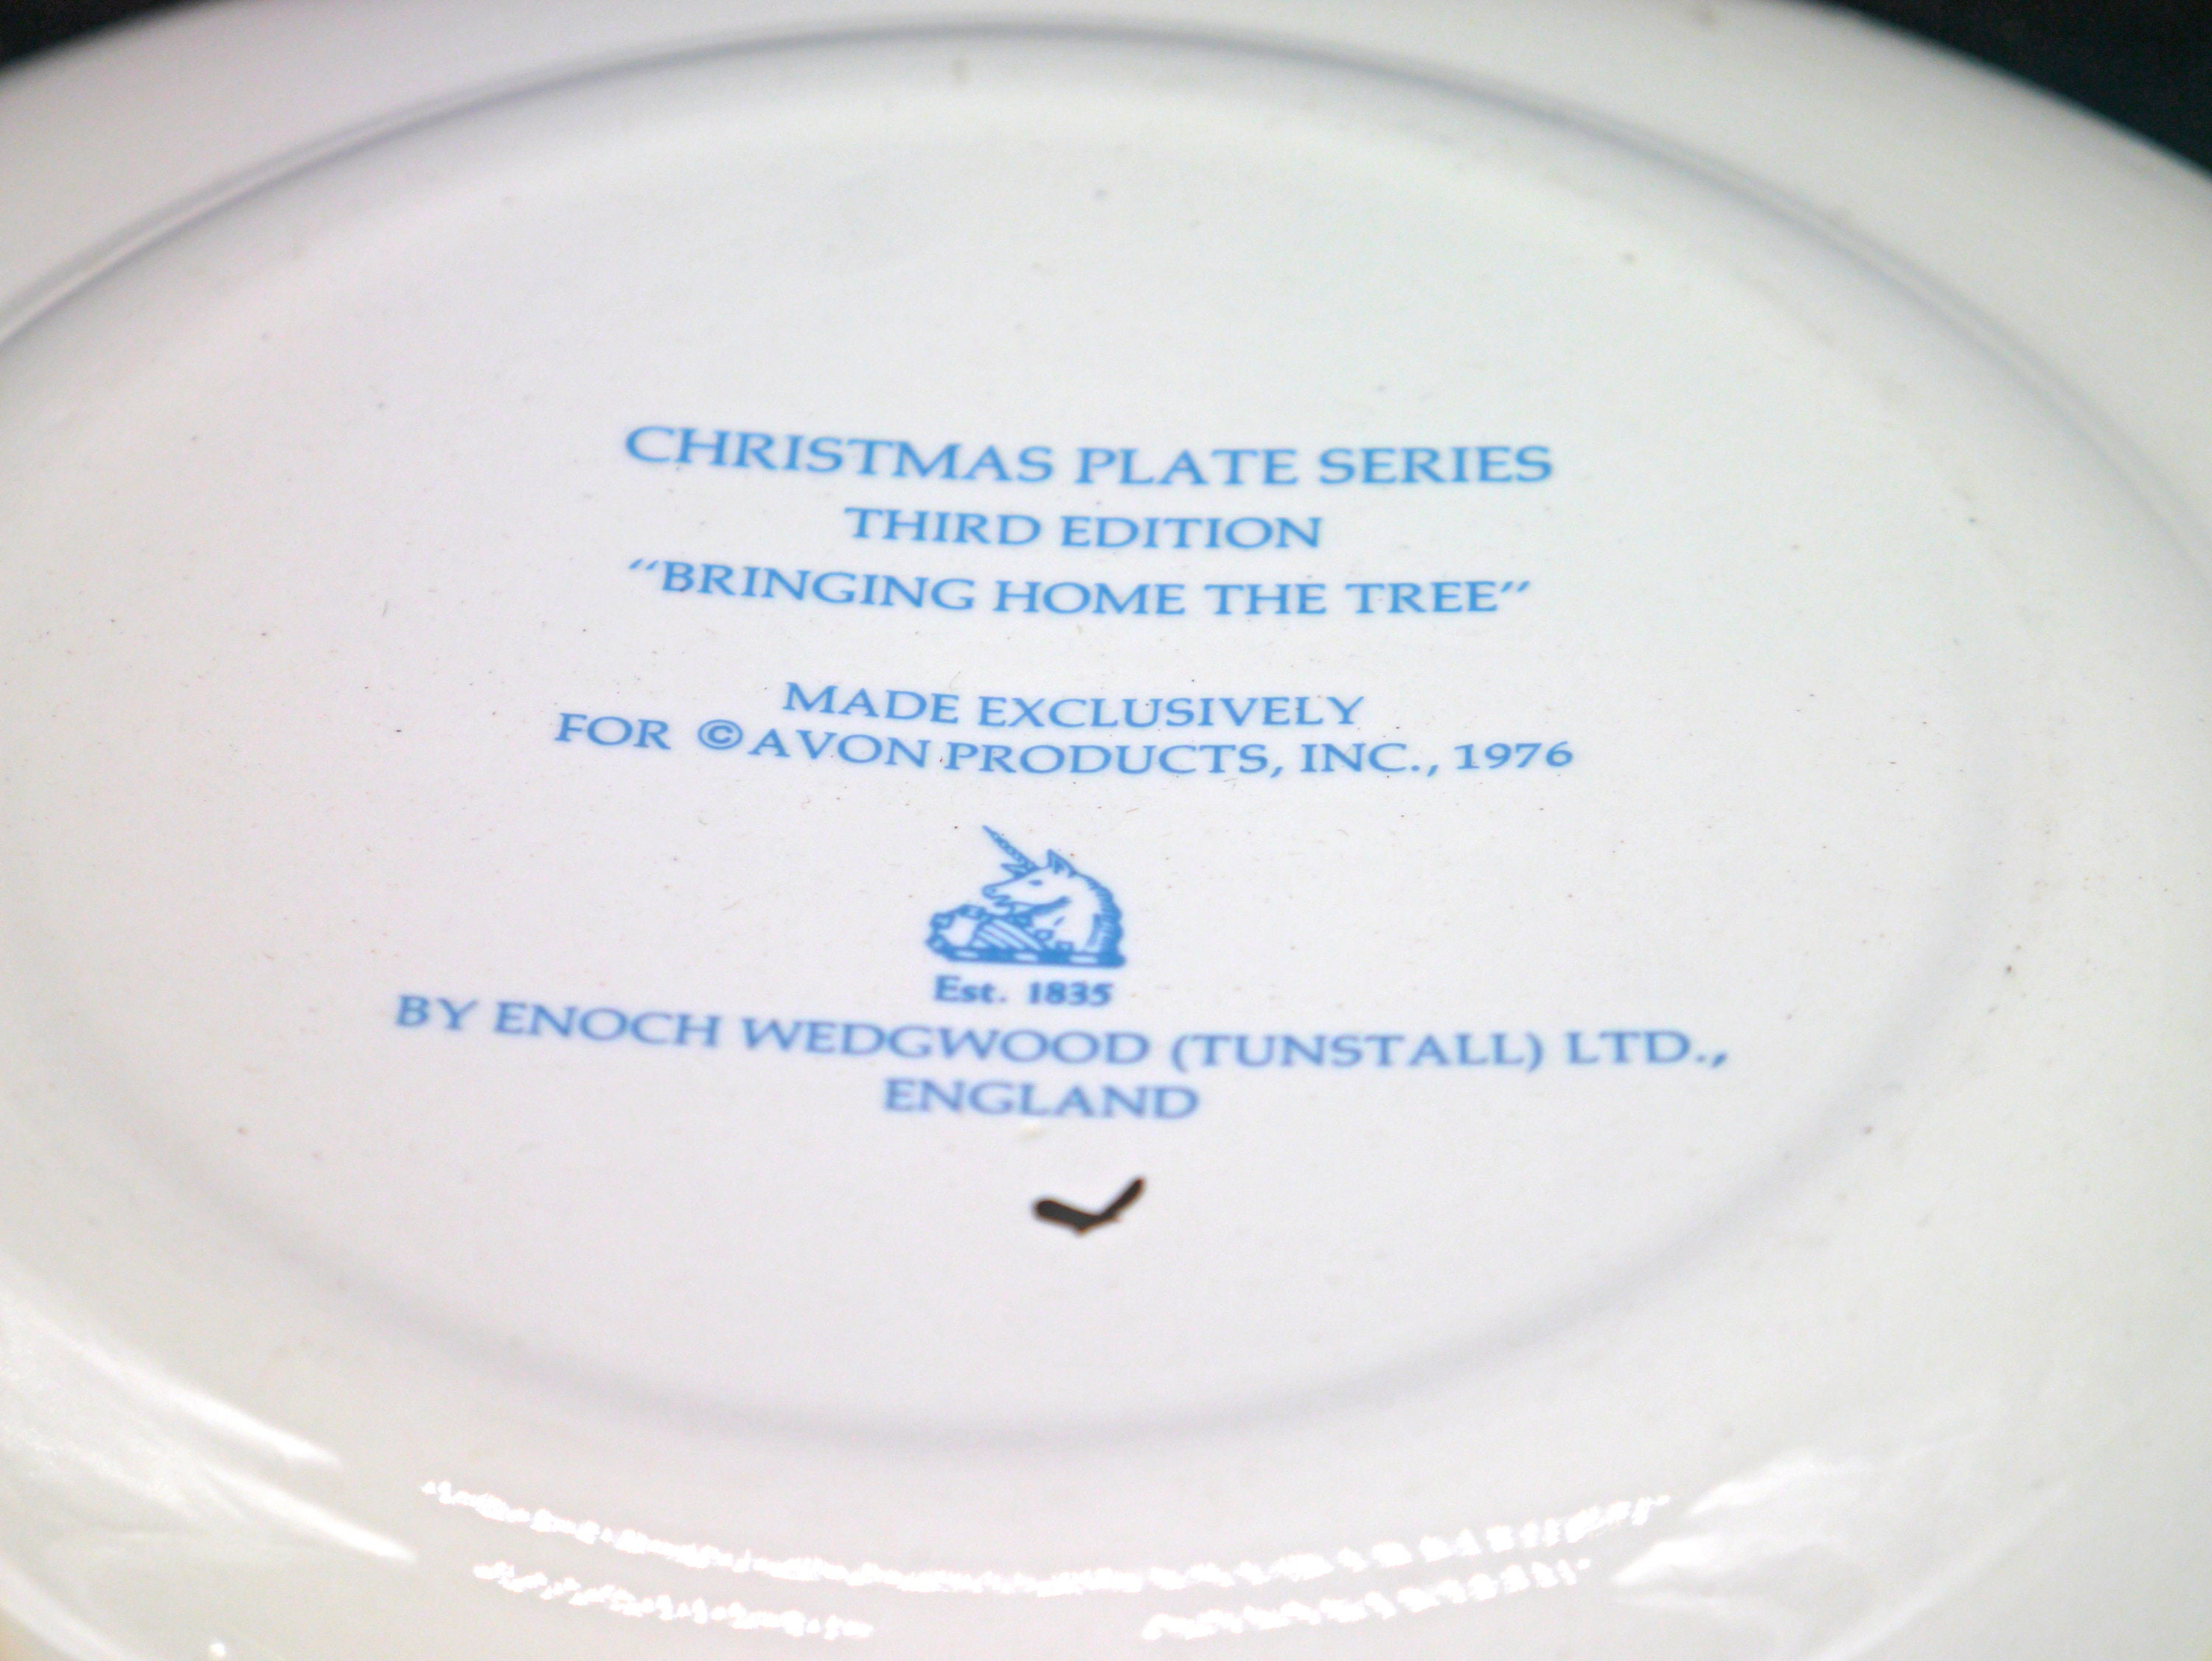 CHRISTMAS PLATE SERIES
THIRD EDITION
“BRINGING HOME THE TREE”
MADE EXCLUSIVELY
FOR ©AVON PRODUCTS, INC., 1976
Est. 1835
BY ENOCH WEDGWOOD (TUNSTALL) LTD.,
ENGLAND